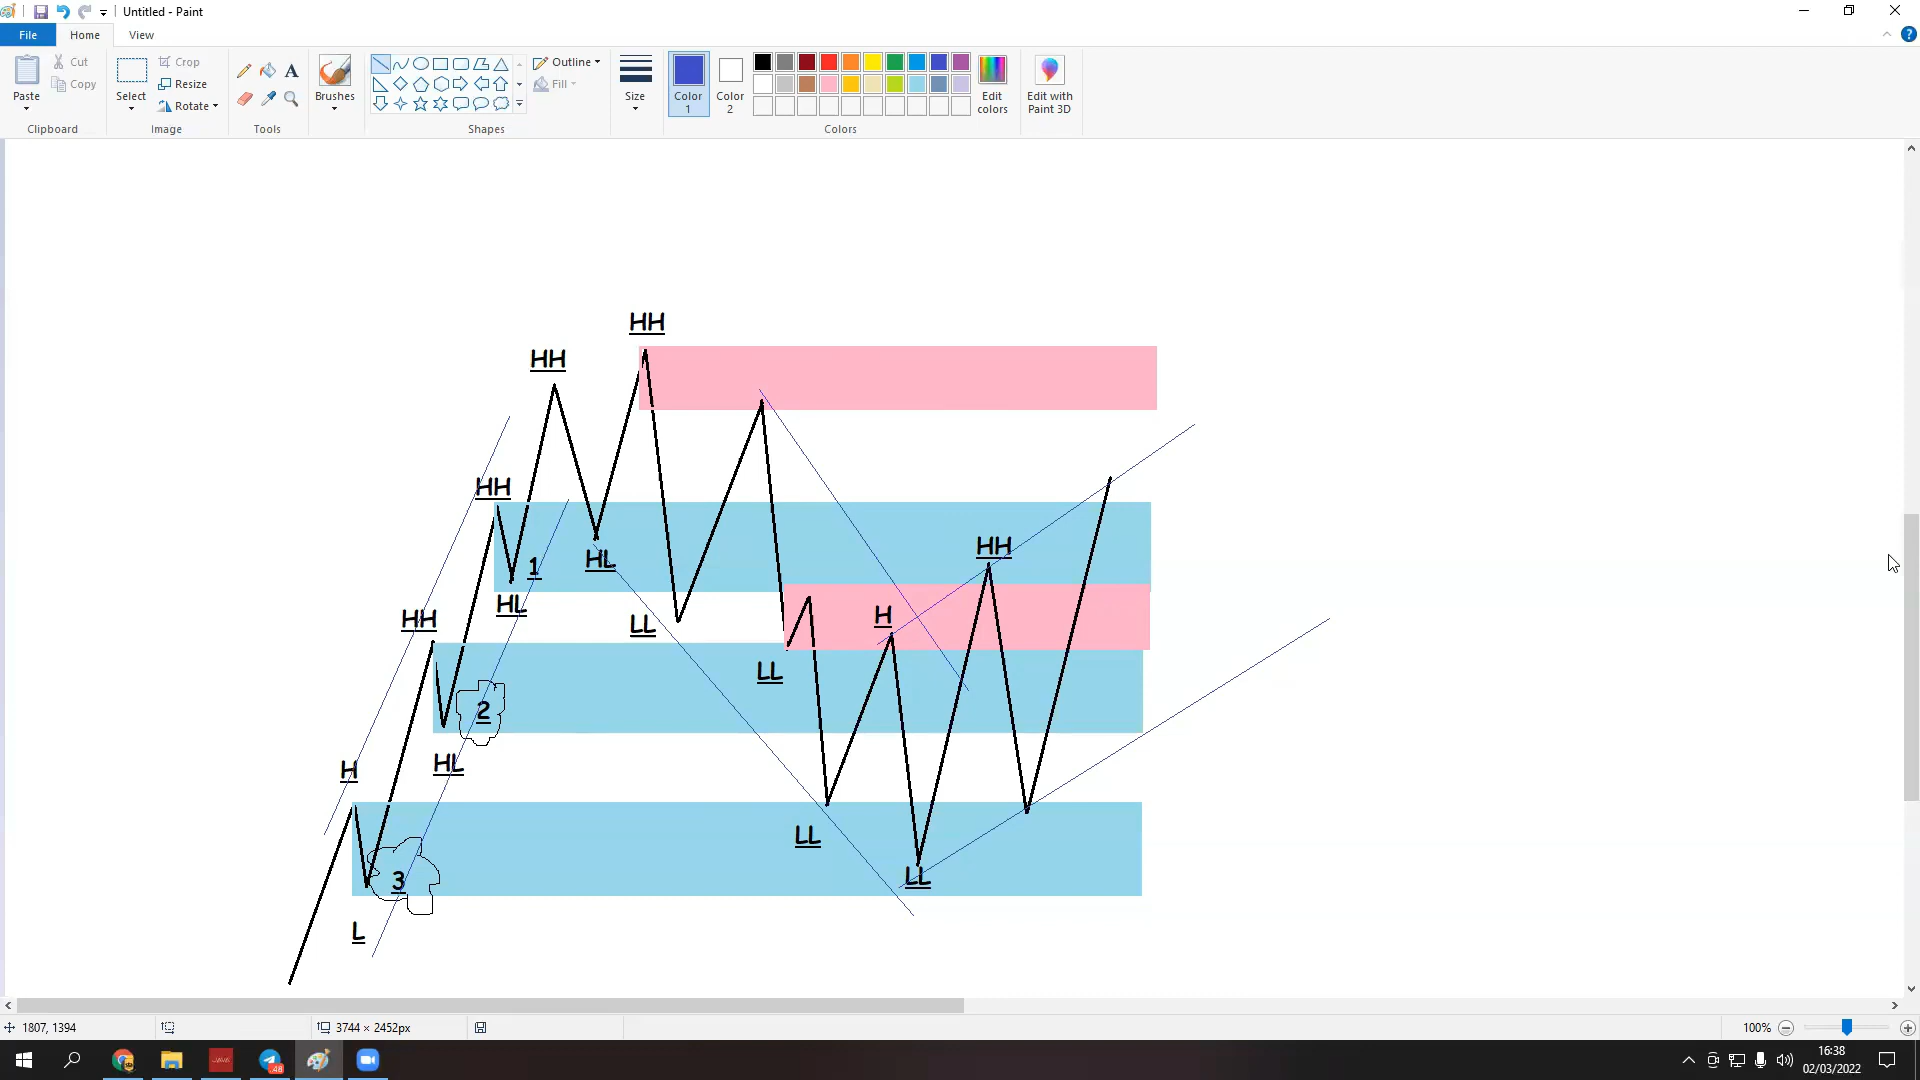 Untitled - Paint
File Home View
Paste
Cut
Copy
Clipboard
Select
Crop
Resize
Rotate
Image
A
Tools
Brushes
Shapes
Outline
Fill
Size
Color 1
Color 2
Colors
Edit colors
Edit with Paint 3D
HH
HH
HH
HL
1
HL
HH
LL
H
HH
LL
2
HL
H
LL
3
LL
L
1807, 1394
3744 × 2452px
100%
48
16:38
02/03/2022